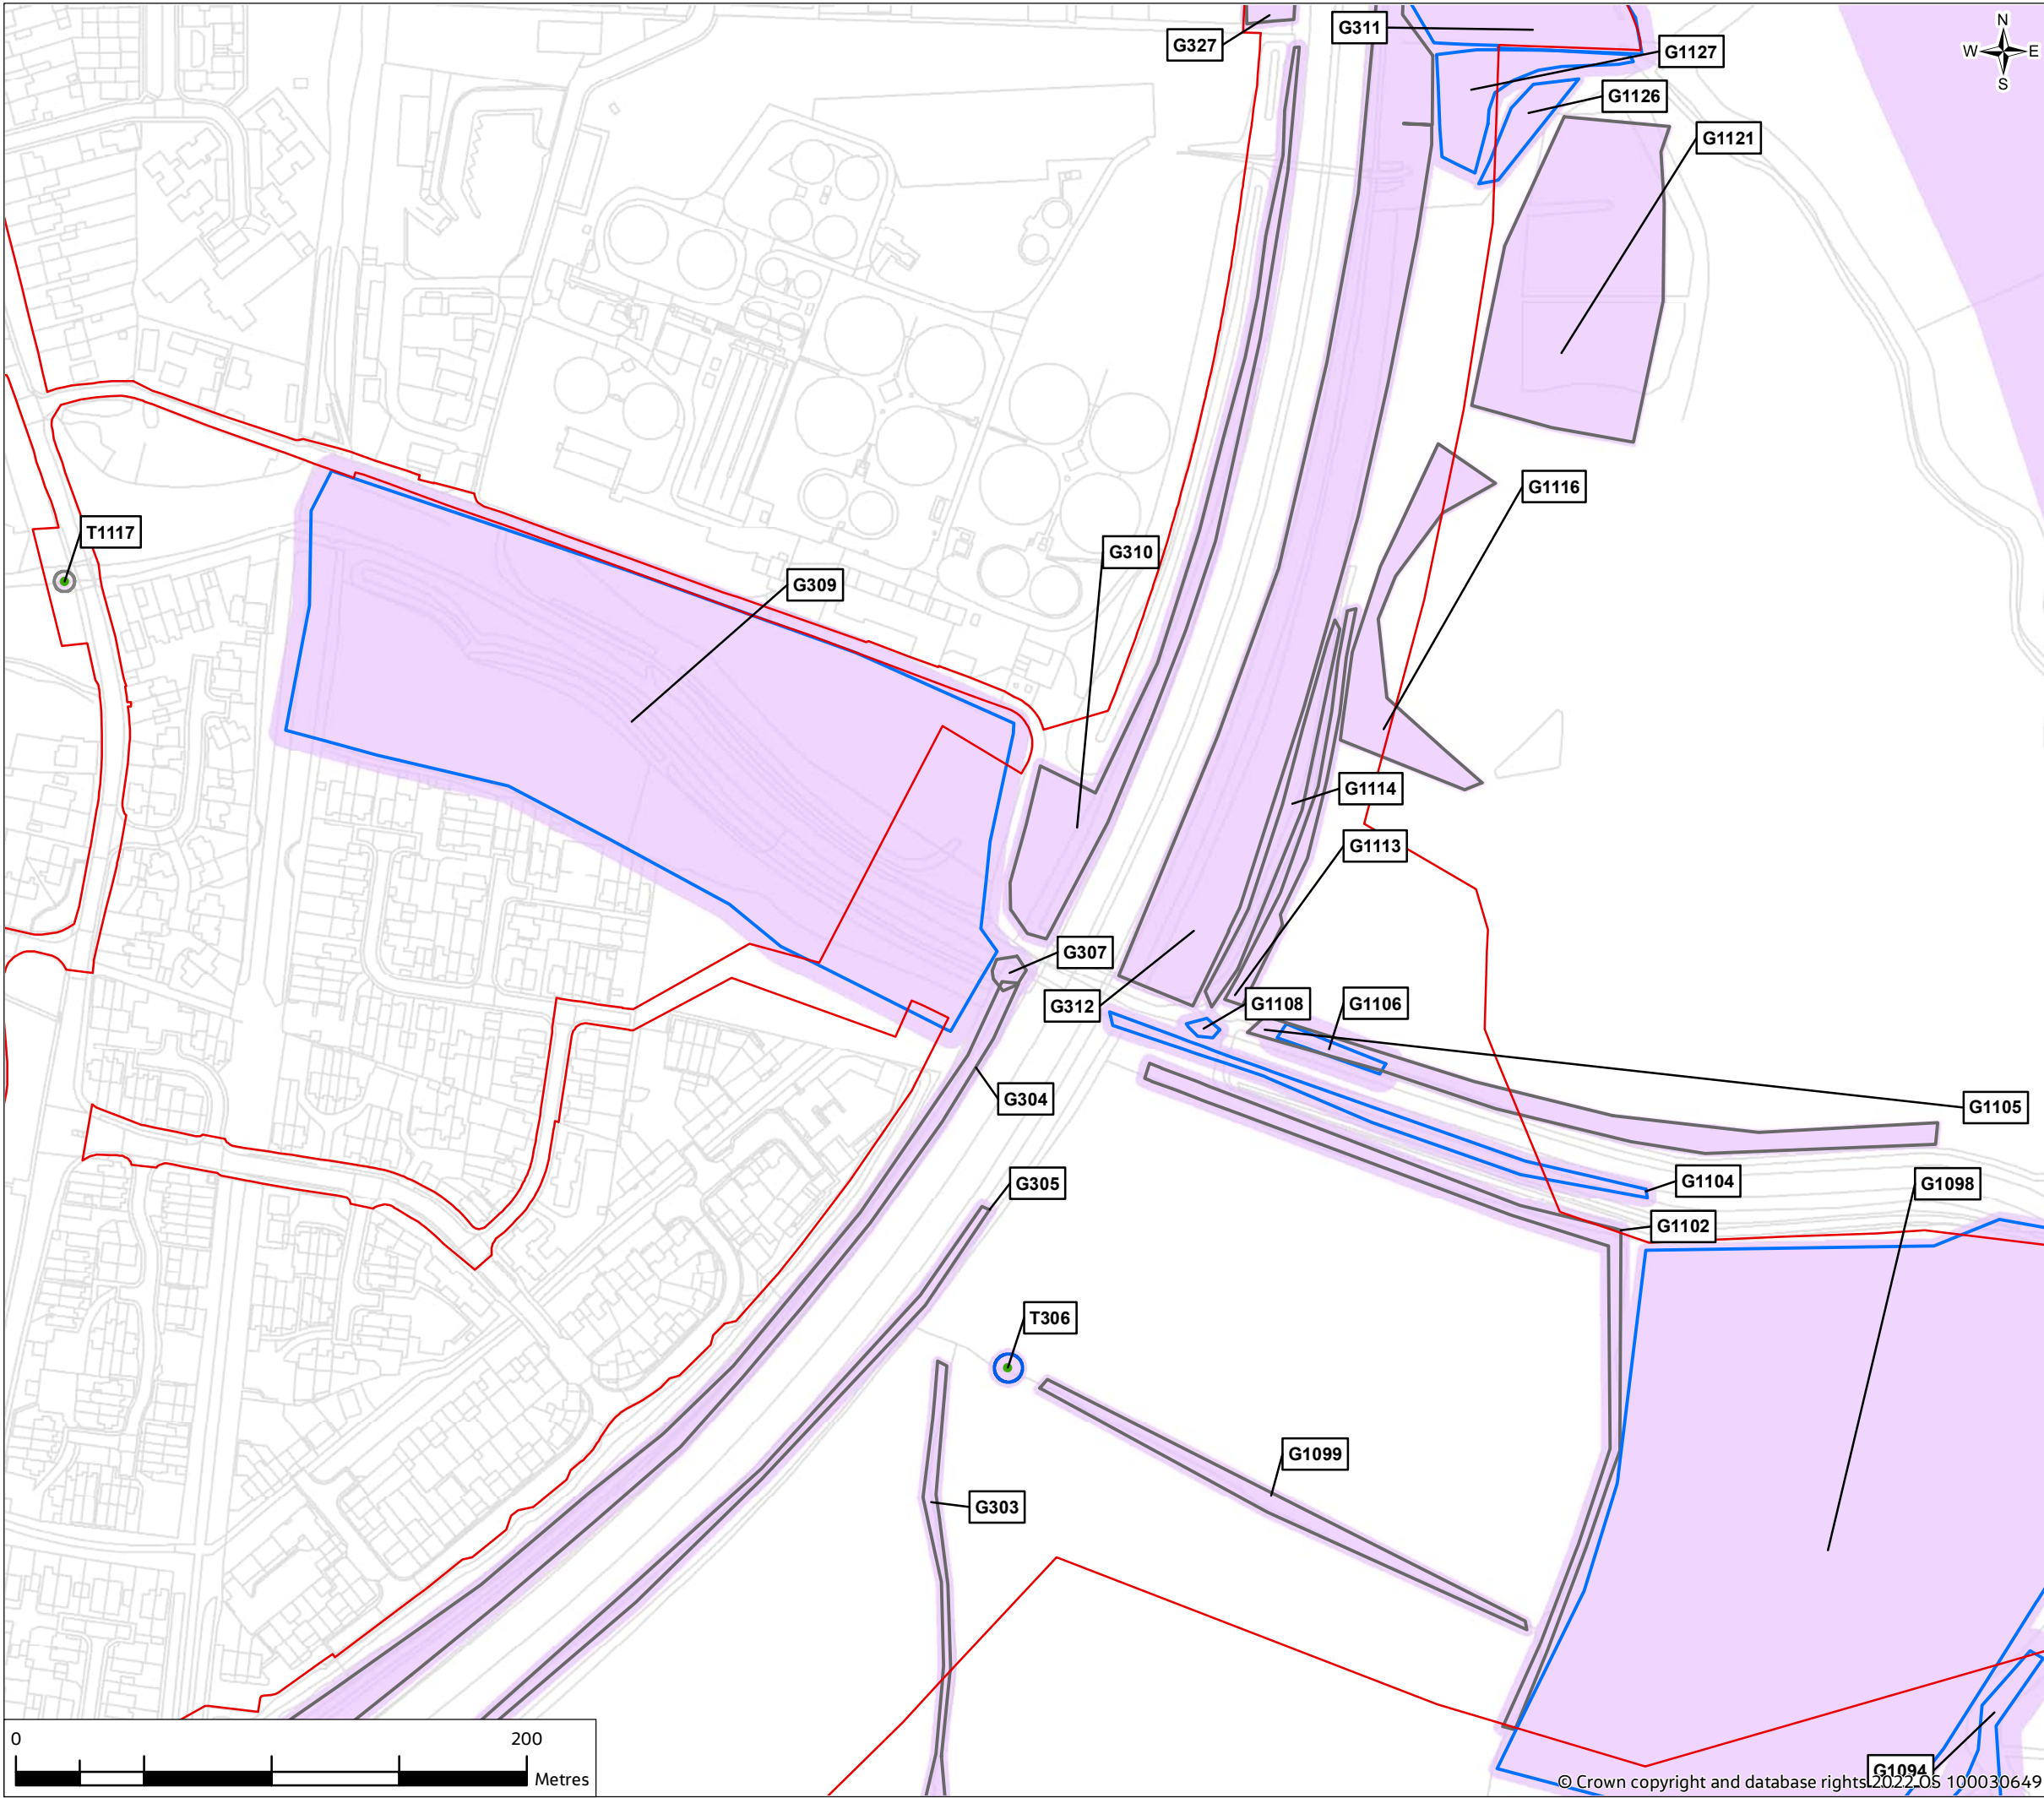 N
W E
S
G327
G311
G1127
G1126
G1121
G1116
T1117
G310
G309
G1114
G1113
G307
G312
G1108
G1106
G304
G1105
G305
G1104
G1098
G1102
T306
G1099
G303
G1094
0 200
Metres
© Crown copyright and database rights 2022 OS 100030649